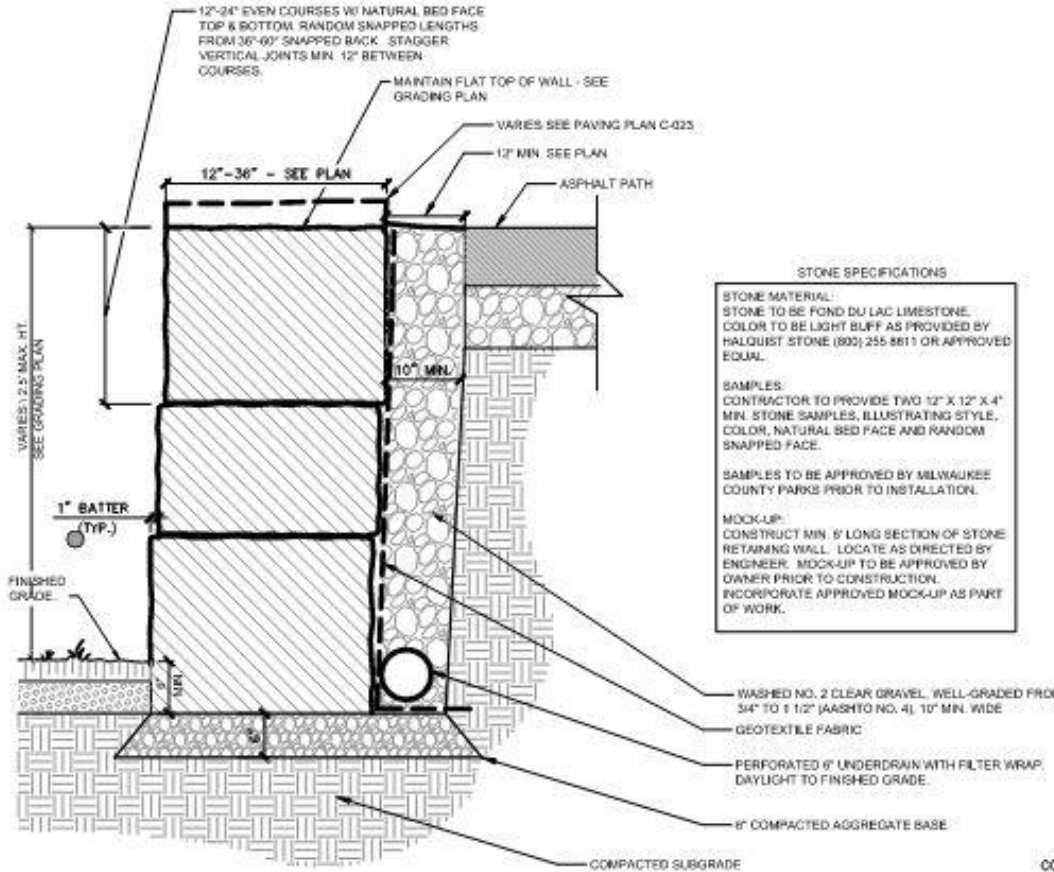 12"-24" EVEN COURSES W/ NATURAL BED FACE
TOP & BOTTOM. RANDOM SNAPPED LENGTHS
FROM 36"-60" SNAPPED BACK. STAGGER
VERTICAL JOINTS MIN. 12" BETWEEN
COURSES.
MAINTAIN FLAT TOP OF WALL - SEE
GRADING PLAN
VARIES SEE PAVING PLAN C-023
12" MIN. SEE PLAN
ASPHALT PATH
12"-36" - SEE PLAN
VARIES 2.5' MAX. HT.
SEE GRADING PLAN
10" MIN.
1" BATTER
(TYP.)
FINISHED
GRADE.
MIN.
STONE SPECIFICATIONS
STONE MATERIAL:
STONE TO BE FOND DU LAC LIMESTONE,
COLOR TO BE LIGHT BUFF AS PROVIDED BY
HALQUIST STONE (800) 255 8811 OR APPROVED
EQUAL.
SAMPLES:
CONTRACTOR TO PROVIDE TWO 12" X 12" X 4"
MIN. STONE SAMPLES, ILLUSTRATING STYLE,
COLOR, NATURAL BED FACE AND RANDOM
SNAPPED FACE.
SAMPLES TO BE APPROVED BY MILWAUKEE
COUNTY PARKS PRIOR TO INSTALLATION.
MOCK-UP:
CONSTRUCT MIN. 6' LONG SECTION OF STONE
RETAINING WALL. LOCATE AS DIRECTED BY
ENGINEER. MOCK-UP TO BE APPROVED BY
OWNER PRIOR TO CONSTRUCTION.
INCORPORATE APPROVED MOCK-UP AS PART
OF WORK.
WASHED NO. 2 CLEAR GRAVEL, WELL-GRADED FRO
3/4" TO 1 1/2" (AASHTO NO. 4), 10" MIN. WIDE
GEOTEXTILE FABRIC
PERFORATED 6" UNDERDRAIN WITH FILTER WRAP.
DAYLIGHT TO FINISHED GRADE.
COMPACTED AGGREGATE BASE
COMPACTED SUBGRADE
CO